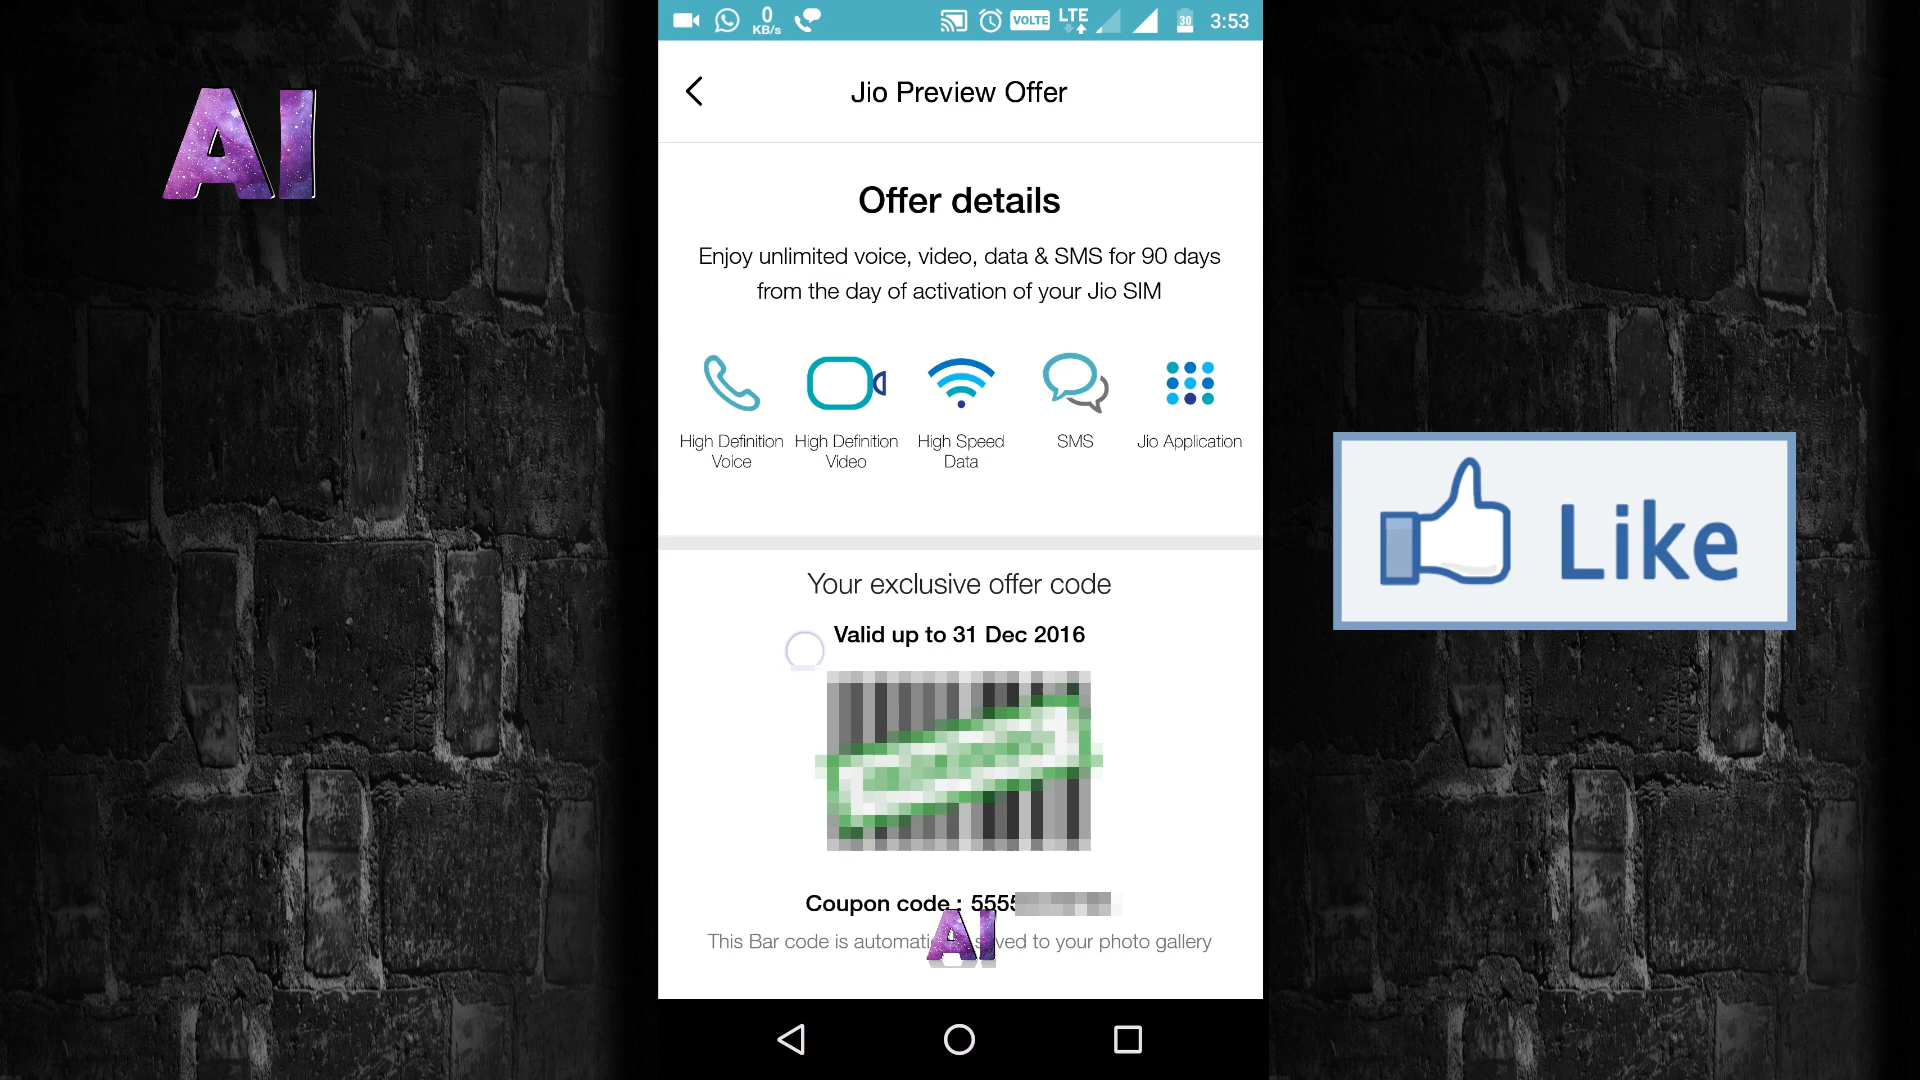 0
KB/s
VOLTE
LTE
30
3:53
AI
Jio Preview Offer
Offer details
Enjoy unlimited voice, video, data & SMS for 90 days
from the day of activation of your Jio SIM
High Definition
Voice
High Definition
Video
High Speed
Data
SMS
Jio Application
Like
Your exclusive offer code
Valid up to 31 Dec 2016
Coupon code : 5555
AI
This Bar code is ved to your photo gallery